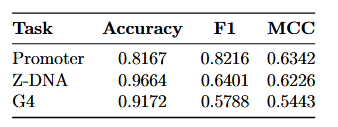 Task Accuracy F1 MCC
Promoter 0.8167 0.8216 0.6342
Z-DNA 0.9664 0.6401 0.6226
G4 0.9172 0.5788 0.5443